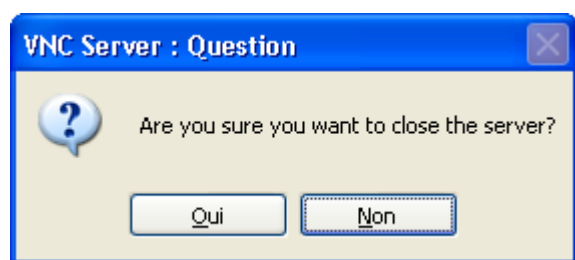 VNC Server : Question
Are you sure you want to close the server?
Oui Non